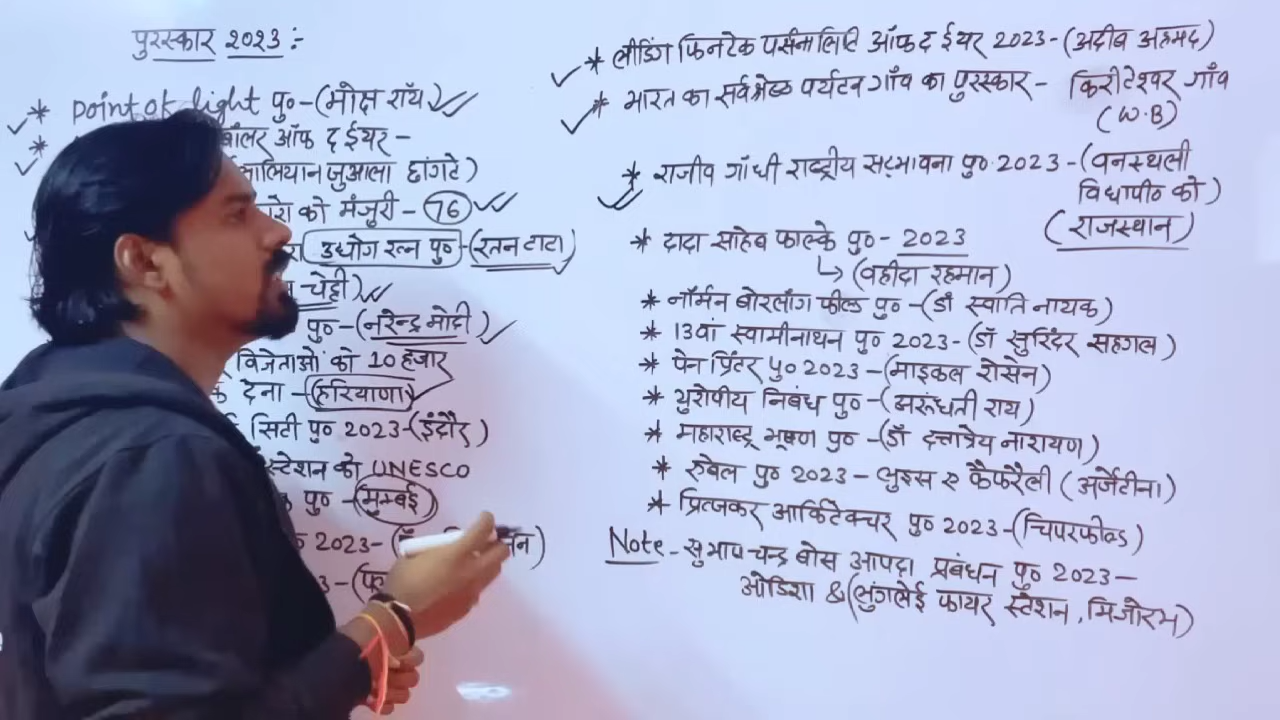 पुरस्कार 2023 :-
* Point of light पु० - (मोक्ष रॉय)
* बॉलर ऑफ द ईयर -
लालियान जुआला छांगटे)
को मंजुरी - 76
उधोग रत्न पु० - (रतन टाटा)
चेट्टी)
पु० - (नरेन्द्र मोदी)
विजेताओं को 10 हजार
देना - (हरियाणा)
सिटी पु० 2023 - (इंदौर)
स्टेशन को UNESCO
पु० - (मुम्बई)
2023 -
* लीडिंग फिनटेक पर्सनालिटि ऑफ द ईयर 2023 - (अदीब अहमद)
* भारत का सर्वश्रेष्ठ पर्यटन गाँव का पुरस्कार - किरीटेश्वर गाँव
(W.B)
* राजीव गाँधी राष्ट्रीय सद्भावना पु० 2023 - (वनस्थली
विधापीठ को)
(राजस्थान)
* दादा साहेब फाल्के पु० - 2023
↳ (वहीदा रहमान)
* नॉर्मन बोरलॉग फील्ड पु० - (डॉ स्वाति नायक)
* 13वां स्वामीनाथन पु० 2023 - (डॉ सुरिंदर सहगल)
* पेन प्रिंटर पु० 2023 - (माइकल रोसेन)
* युरोपीय निबंध पु० - (अरूंधती राय)
* महाराष्ट्र भूषण पु० - (डॉ दत्तात्रेय नारायण)
* रुबेल पु० 2023 - लुइस ए कैफरैली (अर्जेटीना)
* प्रित्जकर आर्किटेक्चर पु० 2023 - (चिपरफील्ड)
Note - सुभाष चन्द्र बोस आपदा प्रबंधन पु० 2023 -
ओडिशा & (लुंगलेई फायर स्टेशन, मिजोरम)